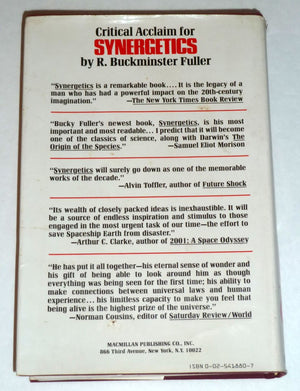 Critical Acclaim for
SYNERGETICS
by R. Buckminster Fuller
"Synergetics is a remarkable book.... It is the legacy of a
man who has had a powerful impact on the 20th-century
imagination." —The New York Times Book Review
"Bucky Fuller's newest book, Synergetics, is his most
important and most readable... I predict that it will become
one of the classics of science, along with Darwin's The
Origin of the Species." —Samuel Eliot Morison
"Synergetics will surely go down as one of the memorable
works of the decade."
—Alvin Toffler, author of Future Shock
"Its wealth of closely packed ideas is inexhaustible. It will
be a source of endless inspiration and stimulus to those
engaged in the most urgent task of our time—the effort to
save Spaceship Earth from disaster."
—Arthur C. Clarke, author of 2001: A Space Odyssey
"He has put it all together—his eternal sense of wonder and
his gift of being able to look around him as though
everything was being seen for the first time; his ability to
make connections between universal laws and human
experience... his limitless capacity to make you feel that
being alive is the highest prize of the universe."
—Norman Cousins, editor of Saturday Review/World
MACMILLAN PUBLISHING CO., INC.
866 Third Avenue, New York, N.Y. 10022
ISBN 0-02-541880-7